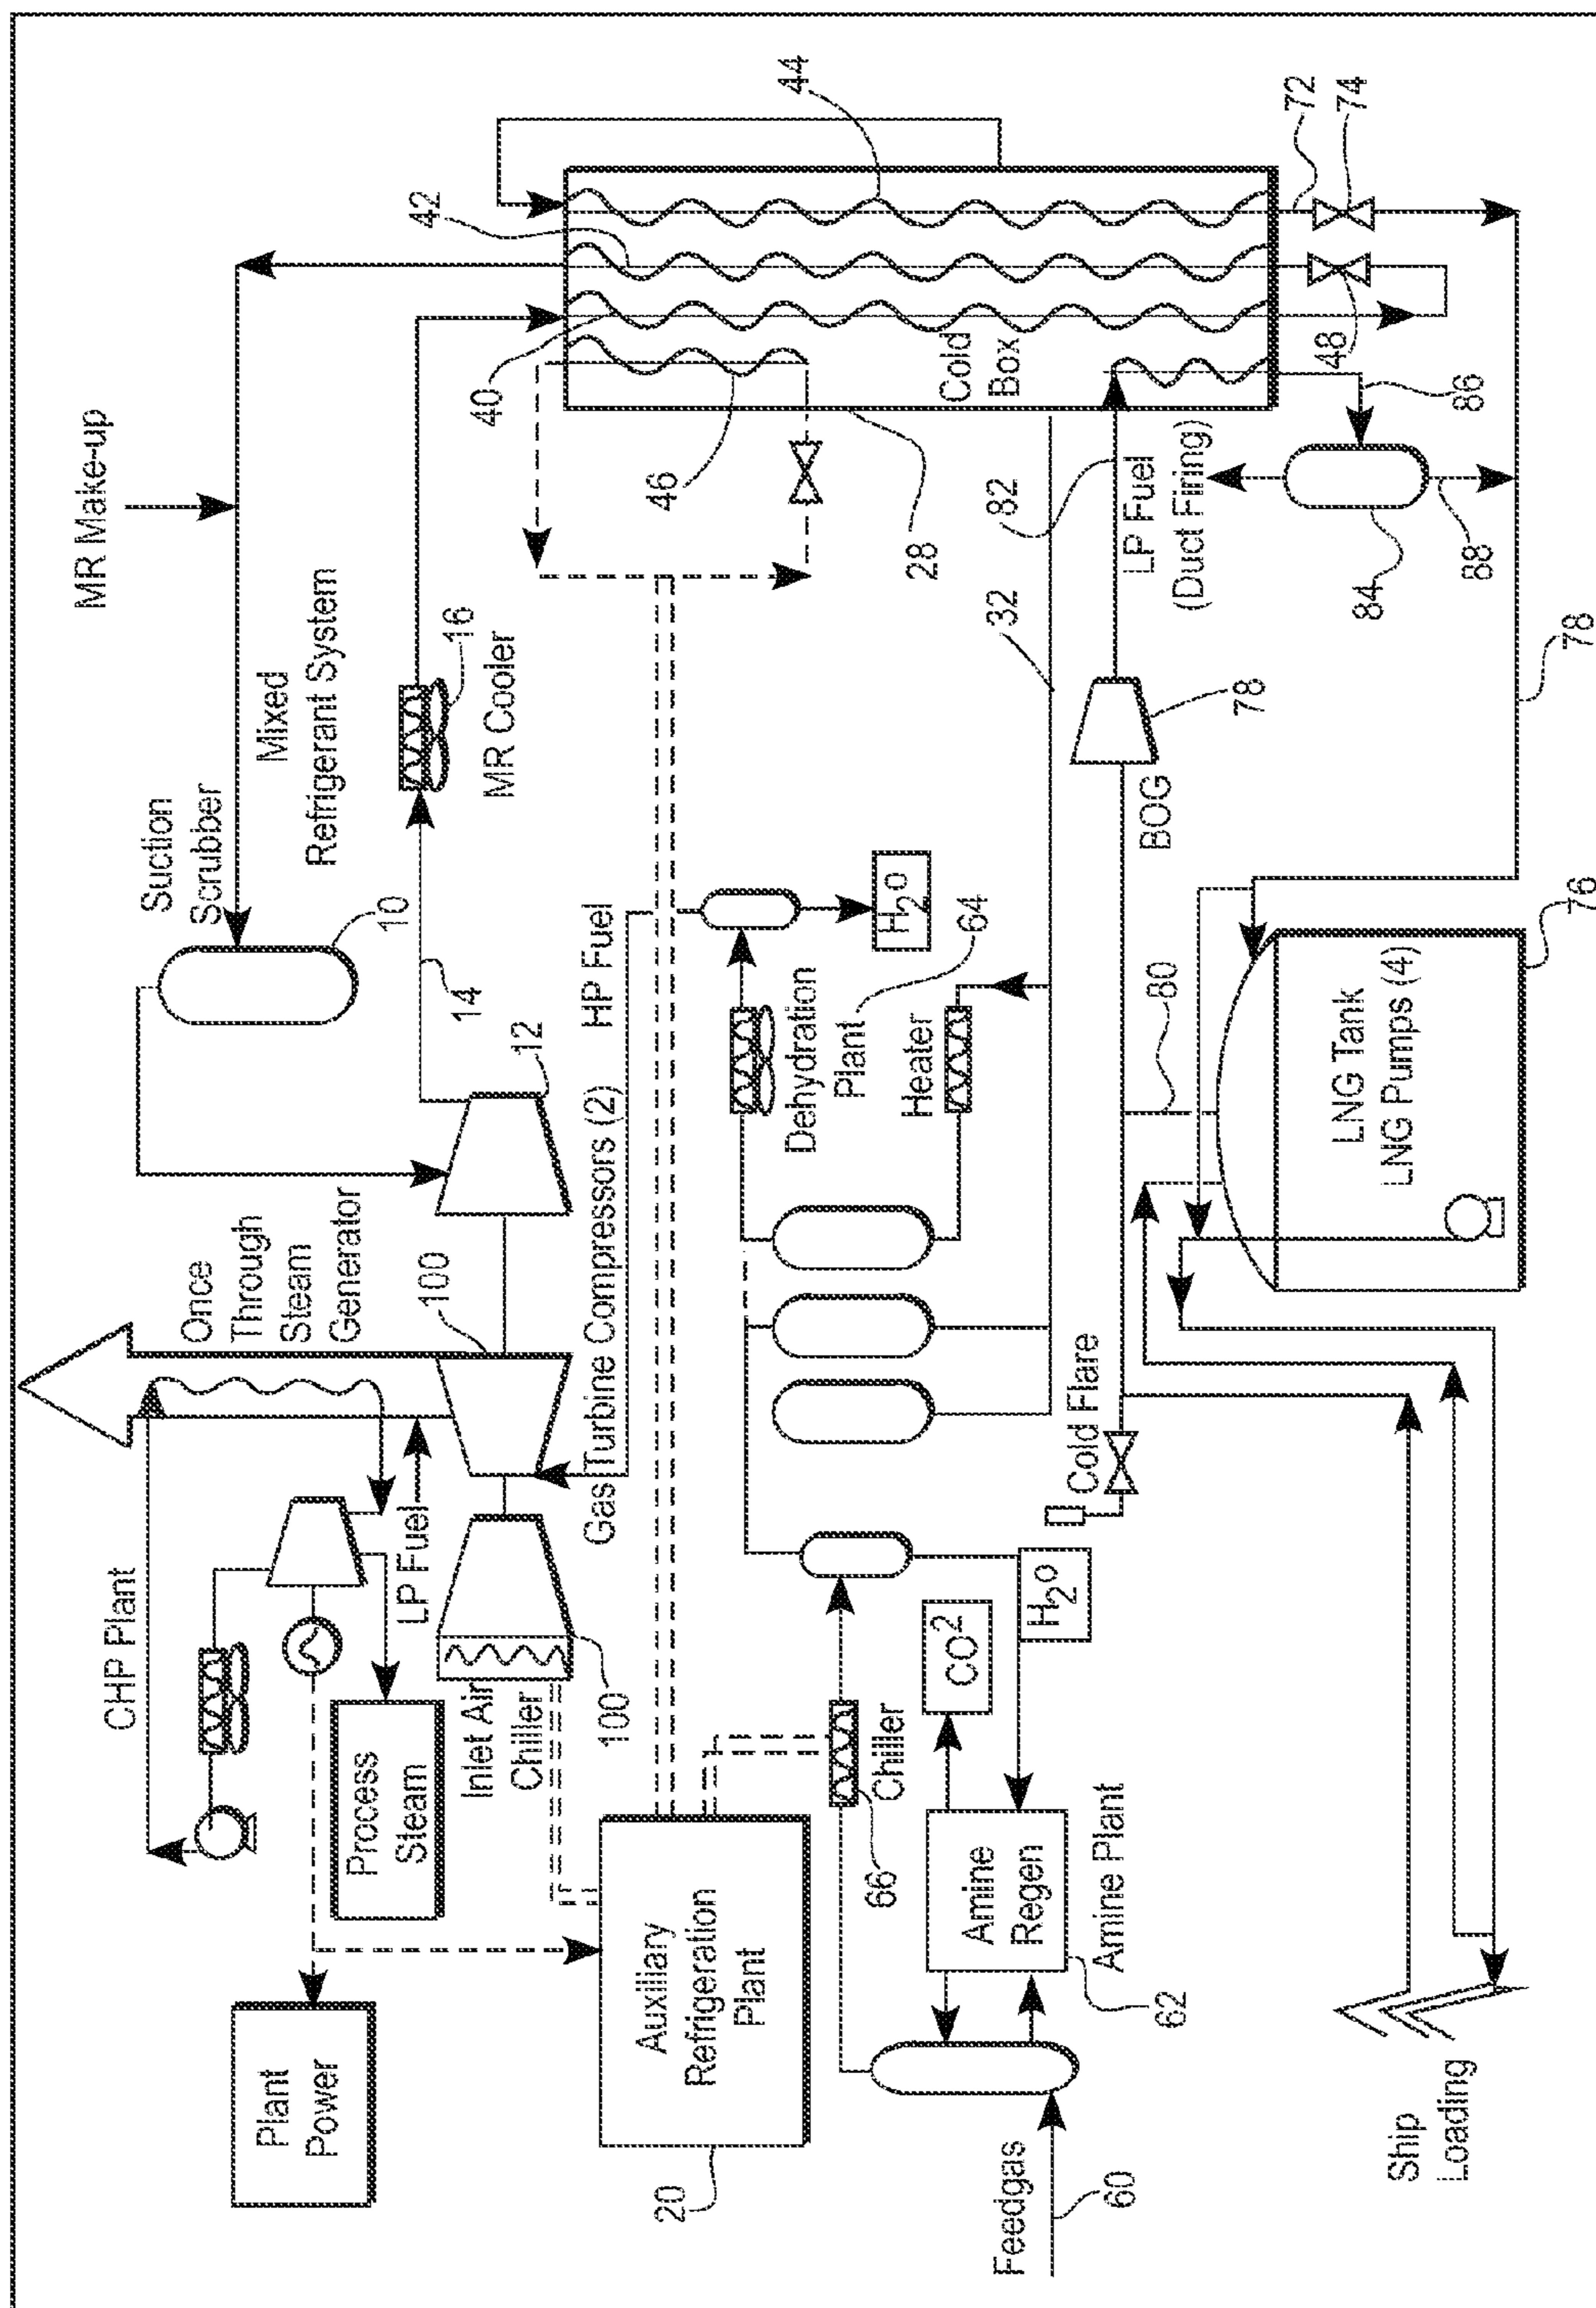 MR Make-up
Suction
Scrubber
10
Mixed
Refrigerant System
14
12
16
MR Cooler
42
44
40
46
Cold
Box
28
72
74
48
86
84
88
78
Once
Through
Steam
Generator
100
CHP Plant
LP Fuel
Plant
Power
Process
Steam
Inlet Air
Chiller
100
Gas Turbine Compressors (2)
HP Fuel
Auxiliary
Refrigeration
Plant
20
H2O
Dehydration
Plant
64
Heater
32
82
LP Fuel
(Duct Firing)
78
BOG
80
Cold Flare
H2O
CO2
Chiller
66
Amine
Regen
Amine Plant
62
Feedgas
60
LNG Tank
LNG Pumps (4)
76
Ship
Loading